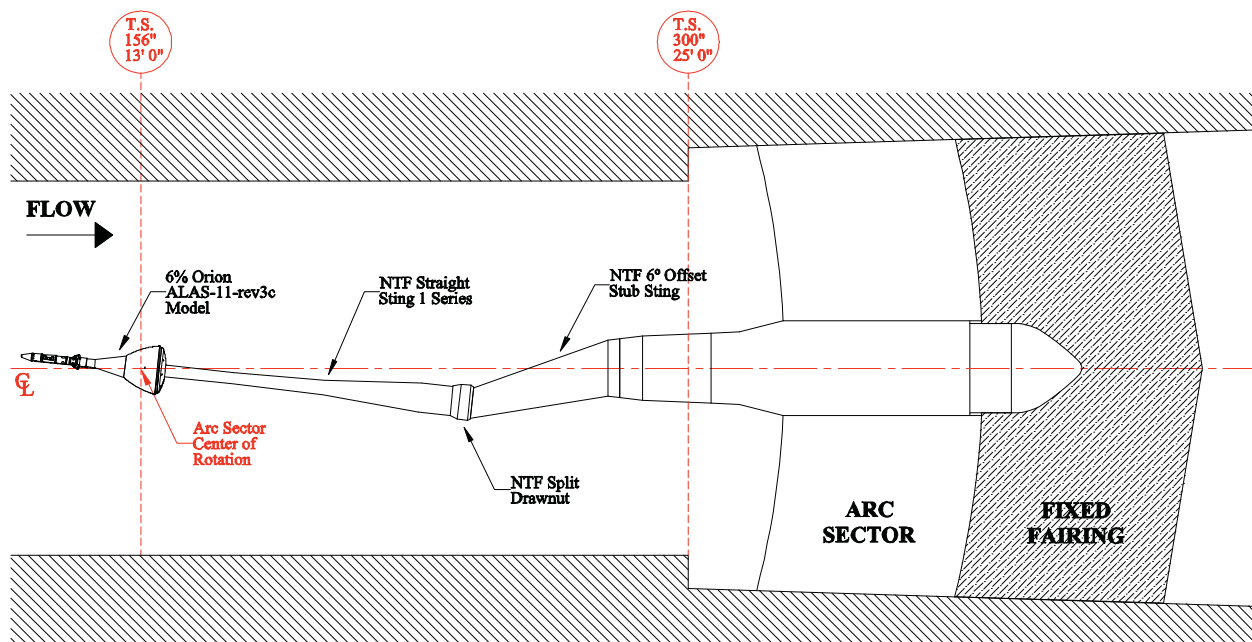 T.S.
156"
13' 0"
T.S.
300"
25' 0"
FLOW
6% Orion
ALAS-11-rev3c
Model
NTF Straight
Sting 1 Series
NTF 6° Offset
Stub Sting
CL
Arc Sector
Center of
Rotation
NTF Split
Drawnut
ARC
SECTOR
FIXED
FAIRING